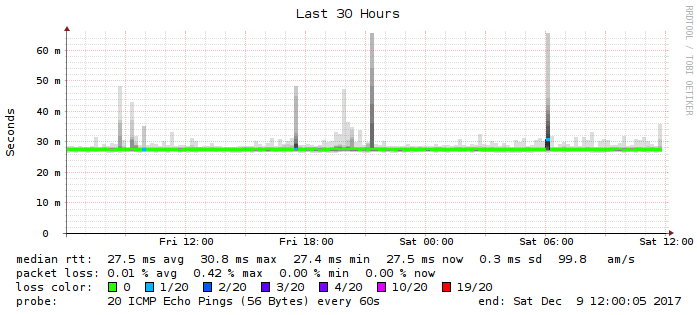 Last 30 Hours
RRDTOOL / TOBI OETIKER
Seconds
60 m
50 m
40 m
30 m
20 m
10 m
0
Fri 12:00 Fri 18:00 Sat 00:00 Sat 06:00 Sat 12:00
median rtt: 27.5 ms avg 30.8 ms max 27.4 ms min 27.5 ms now 0.3 ms sd 99.8 am/s
packet loss: 0.01 % avg 0.42 % max 0.00 % min 0.00 % now
loss color: 0 1/20 2/20 3/20 4/20 10/20 19/20
probe: 20 ICMP Echo Pings (56 Bytes) every 60s end: Sat Dec 9 12:00:05 2017